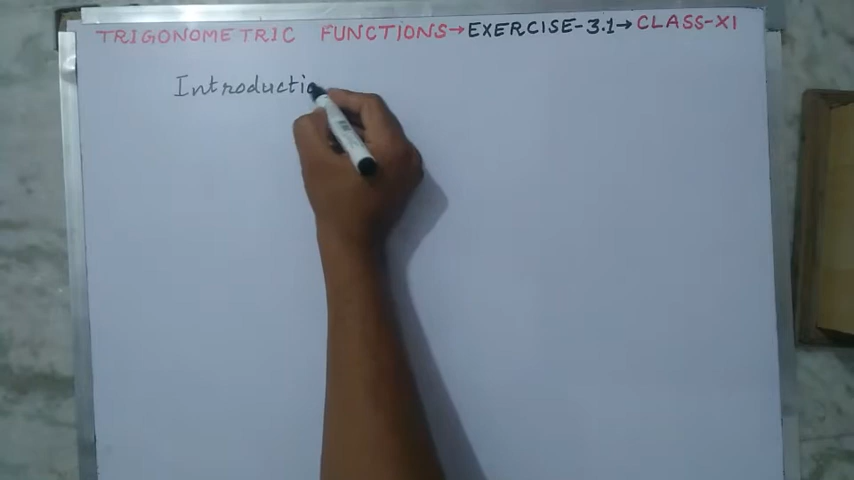 TRIGONOMETRIC FUNCTIONS→EXERCISE-3.1→CLASS-XI
Introductio